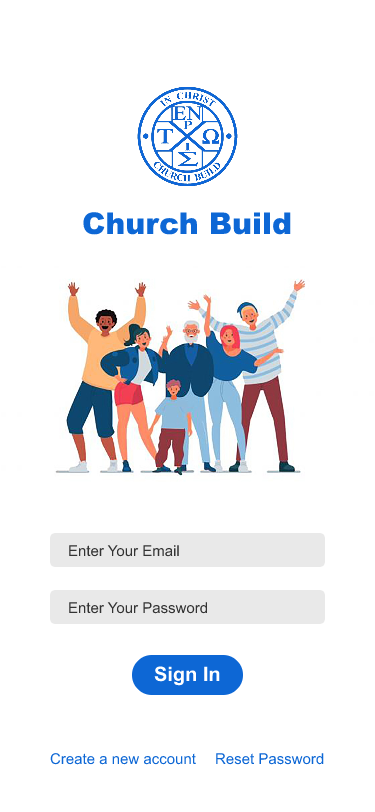 IN CHRIST
EN
P
Τ Ω
Ι
Σ
CHURCH BUILD
Church Build
Enter Your Email
Enter Your Password
Sign In
Create a new account Reset Password